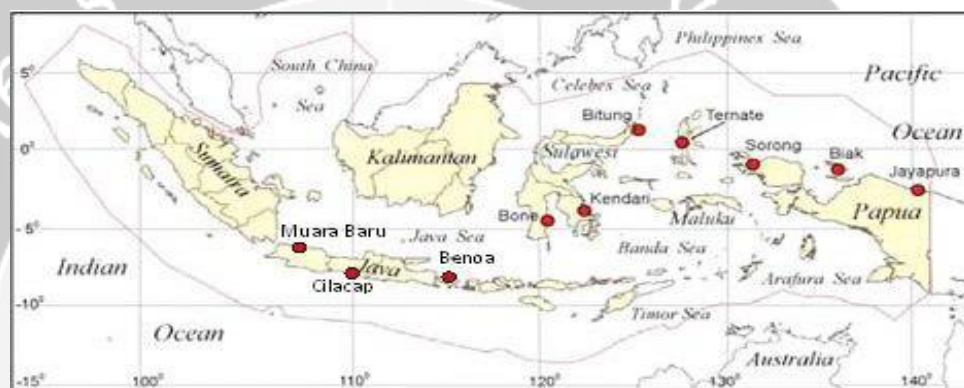 Philippines Sea
South China
Sea
Celebes Sea
Pacific
Ocean
5°
0°
-5°
-10°
-15°
Bitung
Ternate
Sorong
Biak
Jayapura
Kalimantan
Sulawesi
Kendari
Bone
Maluku
Papua
Muara Baru
Java Sea
Banda Sea
Indian
Java
Benoa
Cilacap
Arafura Sea
Timor Sea
Ocean
Australia
100°
110°
120°
130°
140°